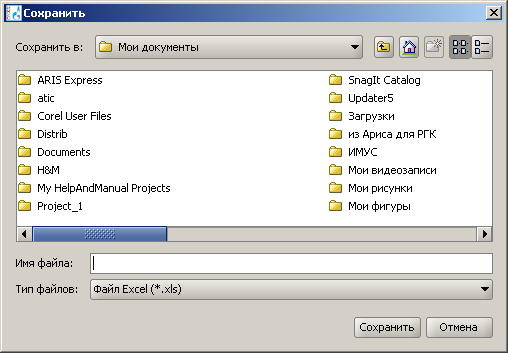 Сохранить
Сохранить в: Мои документы
ARIS Express
atic
Corel User Files
Distrib
Documents
H&M
My HelpAndManual Projects
Project_1
SnagIt Catalog
Updater5
Загрузки
из Ариса для РГК
ИМУС
Мои видеозаписи
Мои рисунки
Мои фигуры
Имя файла:
Тип файлов: Файл Excel (*.xls)
Сохранить Отмена